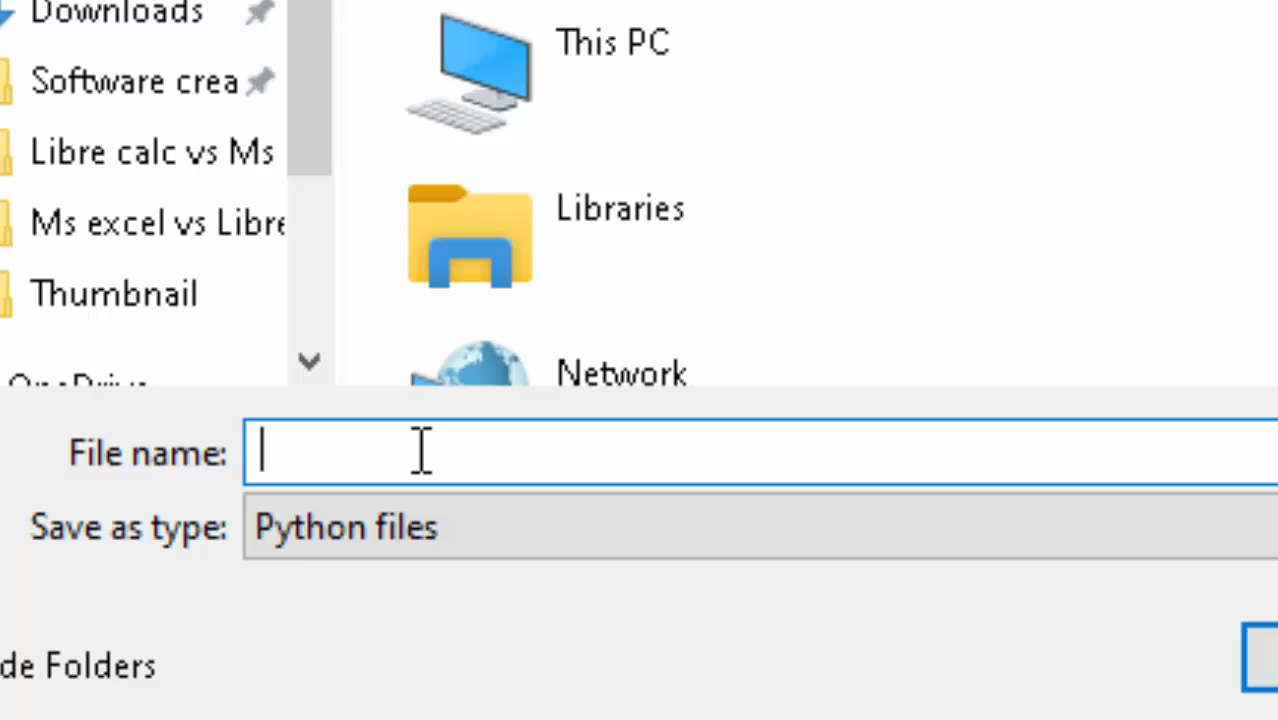 Downloads
Software crea
Libre calc vs Ms
Ms excel vs Libre
Thumbnail
OneDrive
This PC
Libraries
Network
File name:
Save as type: Python files
de Folders